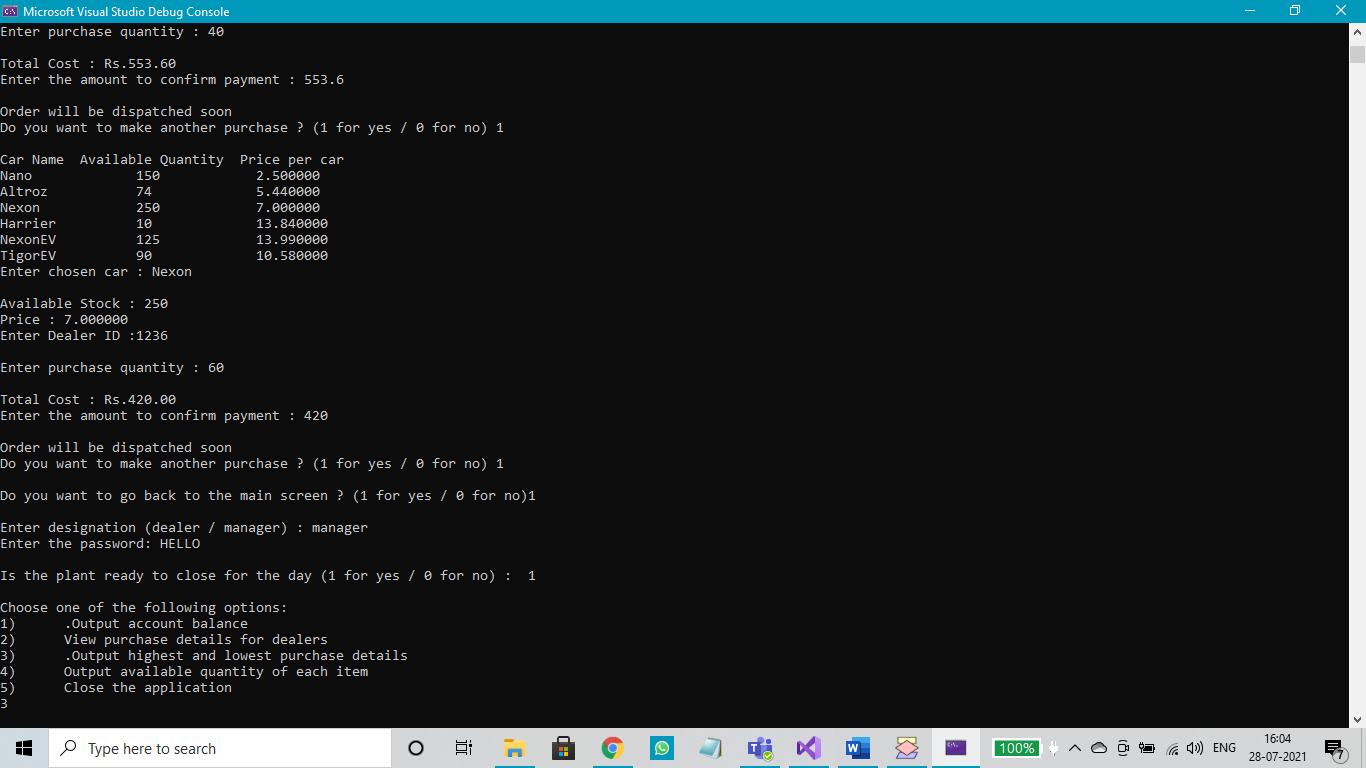 Microsoft Visual Studio Debug Console
Enter purchase quantity : 40
Total Cost : Rs.553.60
Enter the amount to confirm payment : 553.6
Order will be dispatched soon
Do you want to make another purchase ? (1 for yes / 0 for no) 1
Car Name  Available Quantity  Price per car
Nano             150            2.500000
Altroz           74             5.440000
Nexon            250            7.000000
Harrier          10             13.840000
NexonEV          125            13.990000
TigorEV          90             10.580000
Enter chosen car : Nexon
Available Stock : 250
Price : 7.000000
Enter Dealer ID :1236
Enter purchase quantity : 60
Total Cost : Rs.420.00
Enter the amount to confirm payment : 420
Order will be dispatched soon
Do you want to make another purchase ? (1 for yes / 0 for no) 1
Do you want to go back to the main screen ? (1 for yes / 0 for no)1
Enter designation (dealer / manager) : manager
Enter the password: HELLO
Is the plant ready to close for the day (1 for yes / 0 for no) :  1
Choose one of the following options:
1)      .Output account balance
2)      View purchase details for dealers
3)      .Output highest and lowest purchase details
4)      Output available quantity of each item
5)      Close the application
3
Type here to search
100%
ENG
16:04
28-07-2021
7